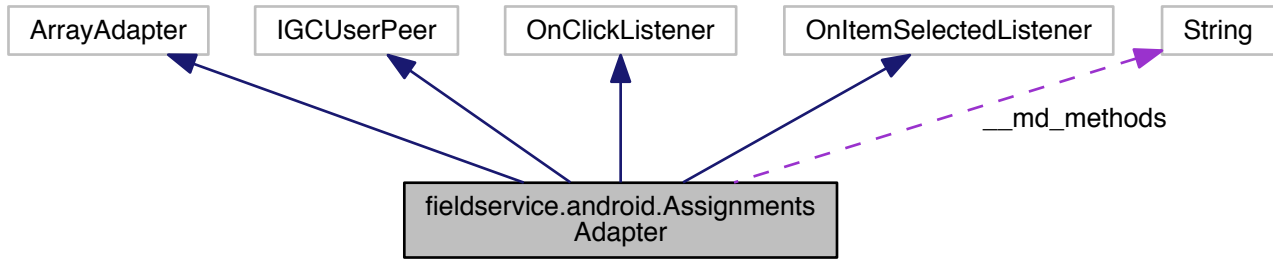 ArrayAdapter
IGCUserPeer
OnClickListener
OnItemSelectedListener
String
__md_methods
fieldservice.android.Assignments
Adapter